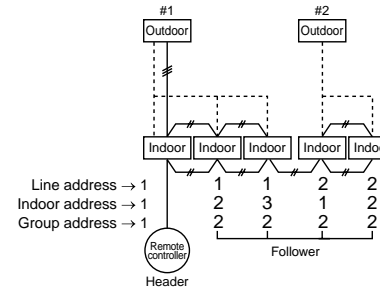 #1 #2
Outdoor Outdoor
Indoor Indoor Indoor Indoor Indoo
Line address → 1 1 1 2 2
Indoor address → 1 2 3 1 2
Group address → 1 2 2 2 2
Remote
controller
Follower
Header